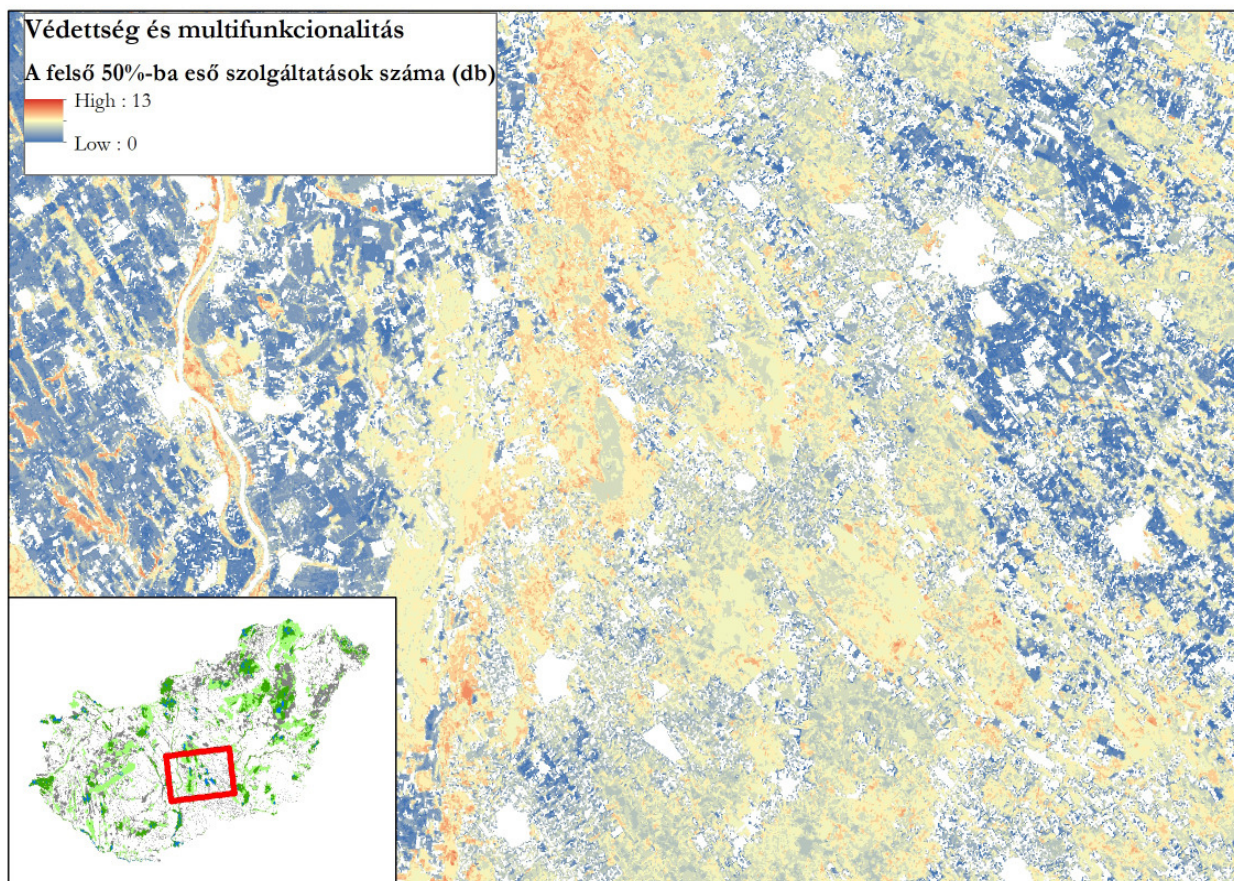 Védettség és multifunkcionalitás
A felső 50%-ba eső szolgáltatások száma (db)
High : 13
Low : 0